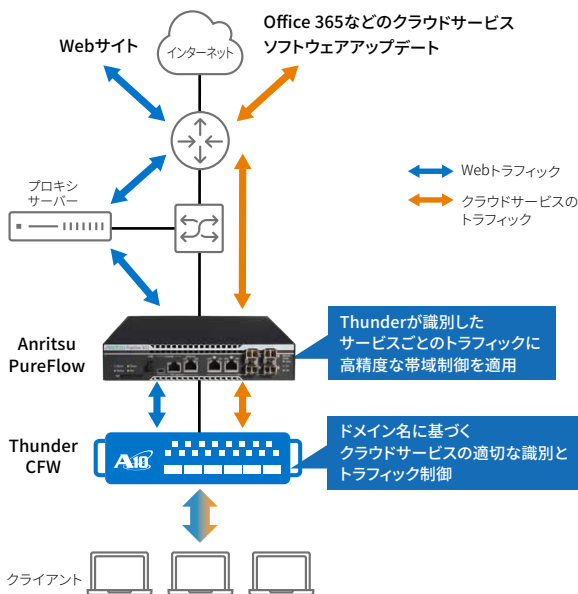 Office 365などのクラウドサービス
ソフトウェアアップデート
Webサイト
インターネット
Webトラフィック
クラウドサービスの
トラフィック
プロキシ
サーバー
Anritsu
PureFlow
Thunderが識別した
サービスごとのトラフィックに
高精度な帯域制御を適用
Thunder
CFW
A10
ドメイン名に基づく
クラウドサービスの適切な識別と
トラフィック制御
クライアント